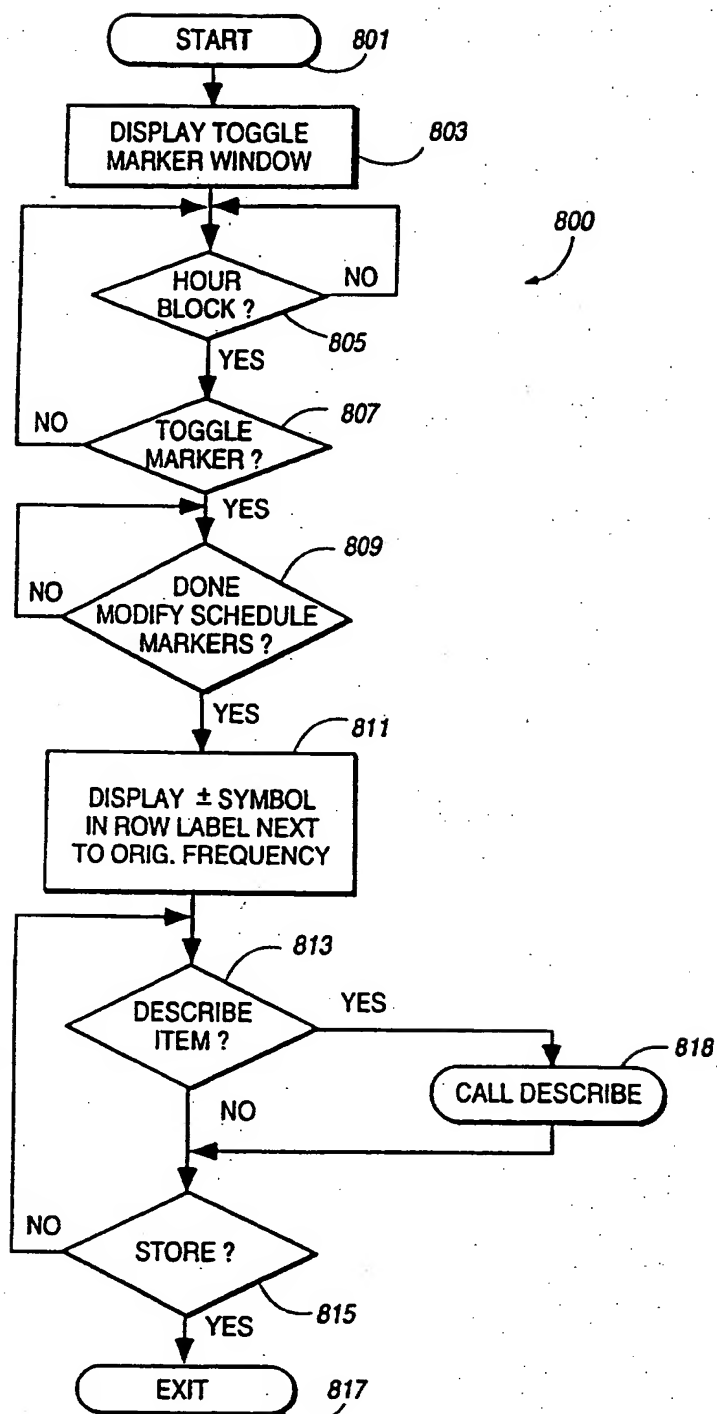 START
801
DISPLAY TOGGLE
MARKER WINDOW
803
800
HOUR
BLOCK ?
NO
805
YES
807
NO
TOGGLE
MARKER ?
YES
809
NO
DONE
MODIFY SCHEDULE
MARKERS ?
YES
811
DISPLAY ± SYMBOL
IN ROW LABEL NEXT
TO ORIG. FREQUENCY
813
DESCRIBE
ITEM ?
YES
818
CALL DESCRIBE
NO
NO
STORE ?
815
YES
EXIT
817